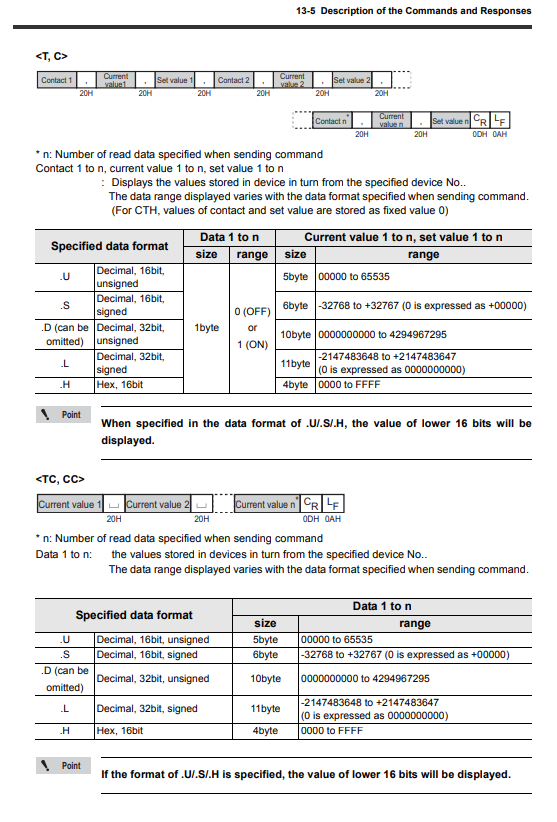 13-5 Description of the Commands and Responses
<T, C>
Contact 1 , Current value1 , Set value 1 , Contact 2 , Current value 2 , Set value 2 ,
20H 20H 20H 20H 20H 20H
Contact n* , Current value n , Set value n CR LF
20H 20H 0DH 0AH
* n: Number of read data specified when sending command
Contact 1 to n, current value 1 to n, set value 1 to n
: Displays the values stored in device in turn from the specified device No..
The data range displayed varies with the data format specified when sending command.
(For CTH, values of contact and set value are stored as fixed value 0)
Specified data format Data 1 to n Current value 1 to n, set value 1 to n
size range size range
.U Decimal, 16bit, unsigned 1byte 0 (OFF) or 1 (ON) 5byte 00000 to 65535
.S Decimal, 16bit, signed 6byte -32768 to +32767 (0 is expressed as +00000)
.D (can be omitted) Decimal, 32bit, unsigned 10byte 0000000000 to 4294967295
.L Decimal, 32bit, signed 11byte -2147483648 to +2147483647 (0 is expressed as 0000000000)
.H Hex, 16bit 4byte 0000 to FFFF
Point
When specified in the data format of .U/.S/.H, the value of lower 16 bits will be
displayed.
<TC, CC>
Current value 1 ⌴ Current value 2 ⌴ Current value n* CR LF
20H 20H 0DH 0AH
* n: Number of read data specified when sending command
Data 1 to n: the values stored in devices in turn from the specified device No..
The data range displayed varies with the data format specified when sending command.
Specified data format Data 1 to n
size range
.U Decimal, 16bit, unsigned 5byte 00000 to 65535
.S Decimal, 16bit, signed 6byte -32768 to +32767 (0 is expressed as +00000)
.D (can be omitted) Decimal, 32bit, unsigned 10byte 0000000000 to 4294967295
.L Decimal, 32bit, signed 11byte -2147483648 to +2147483647 (0 is expressed as 0000000000)
.H Hex, 16bit 4byte 0000 to FFFF
Point
If the format of .U/.S/.H is specified, the value of lower 16 bits will be displayed.